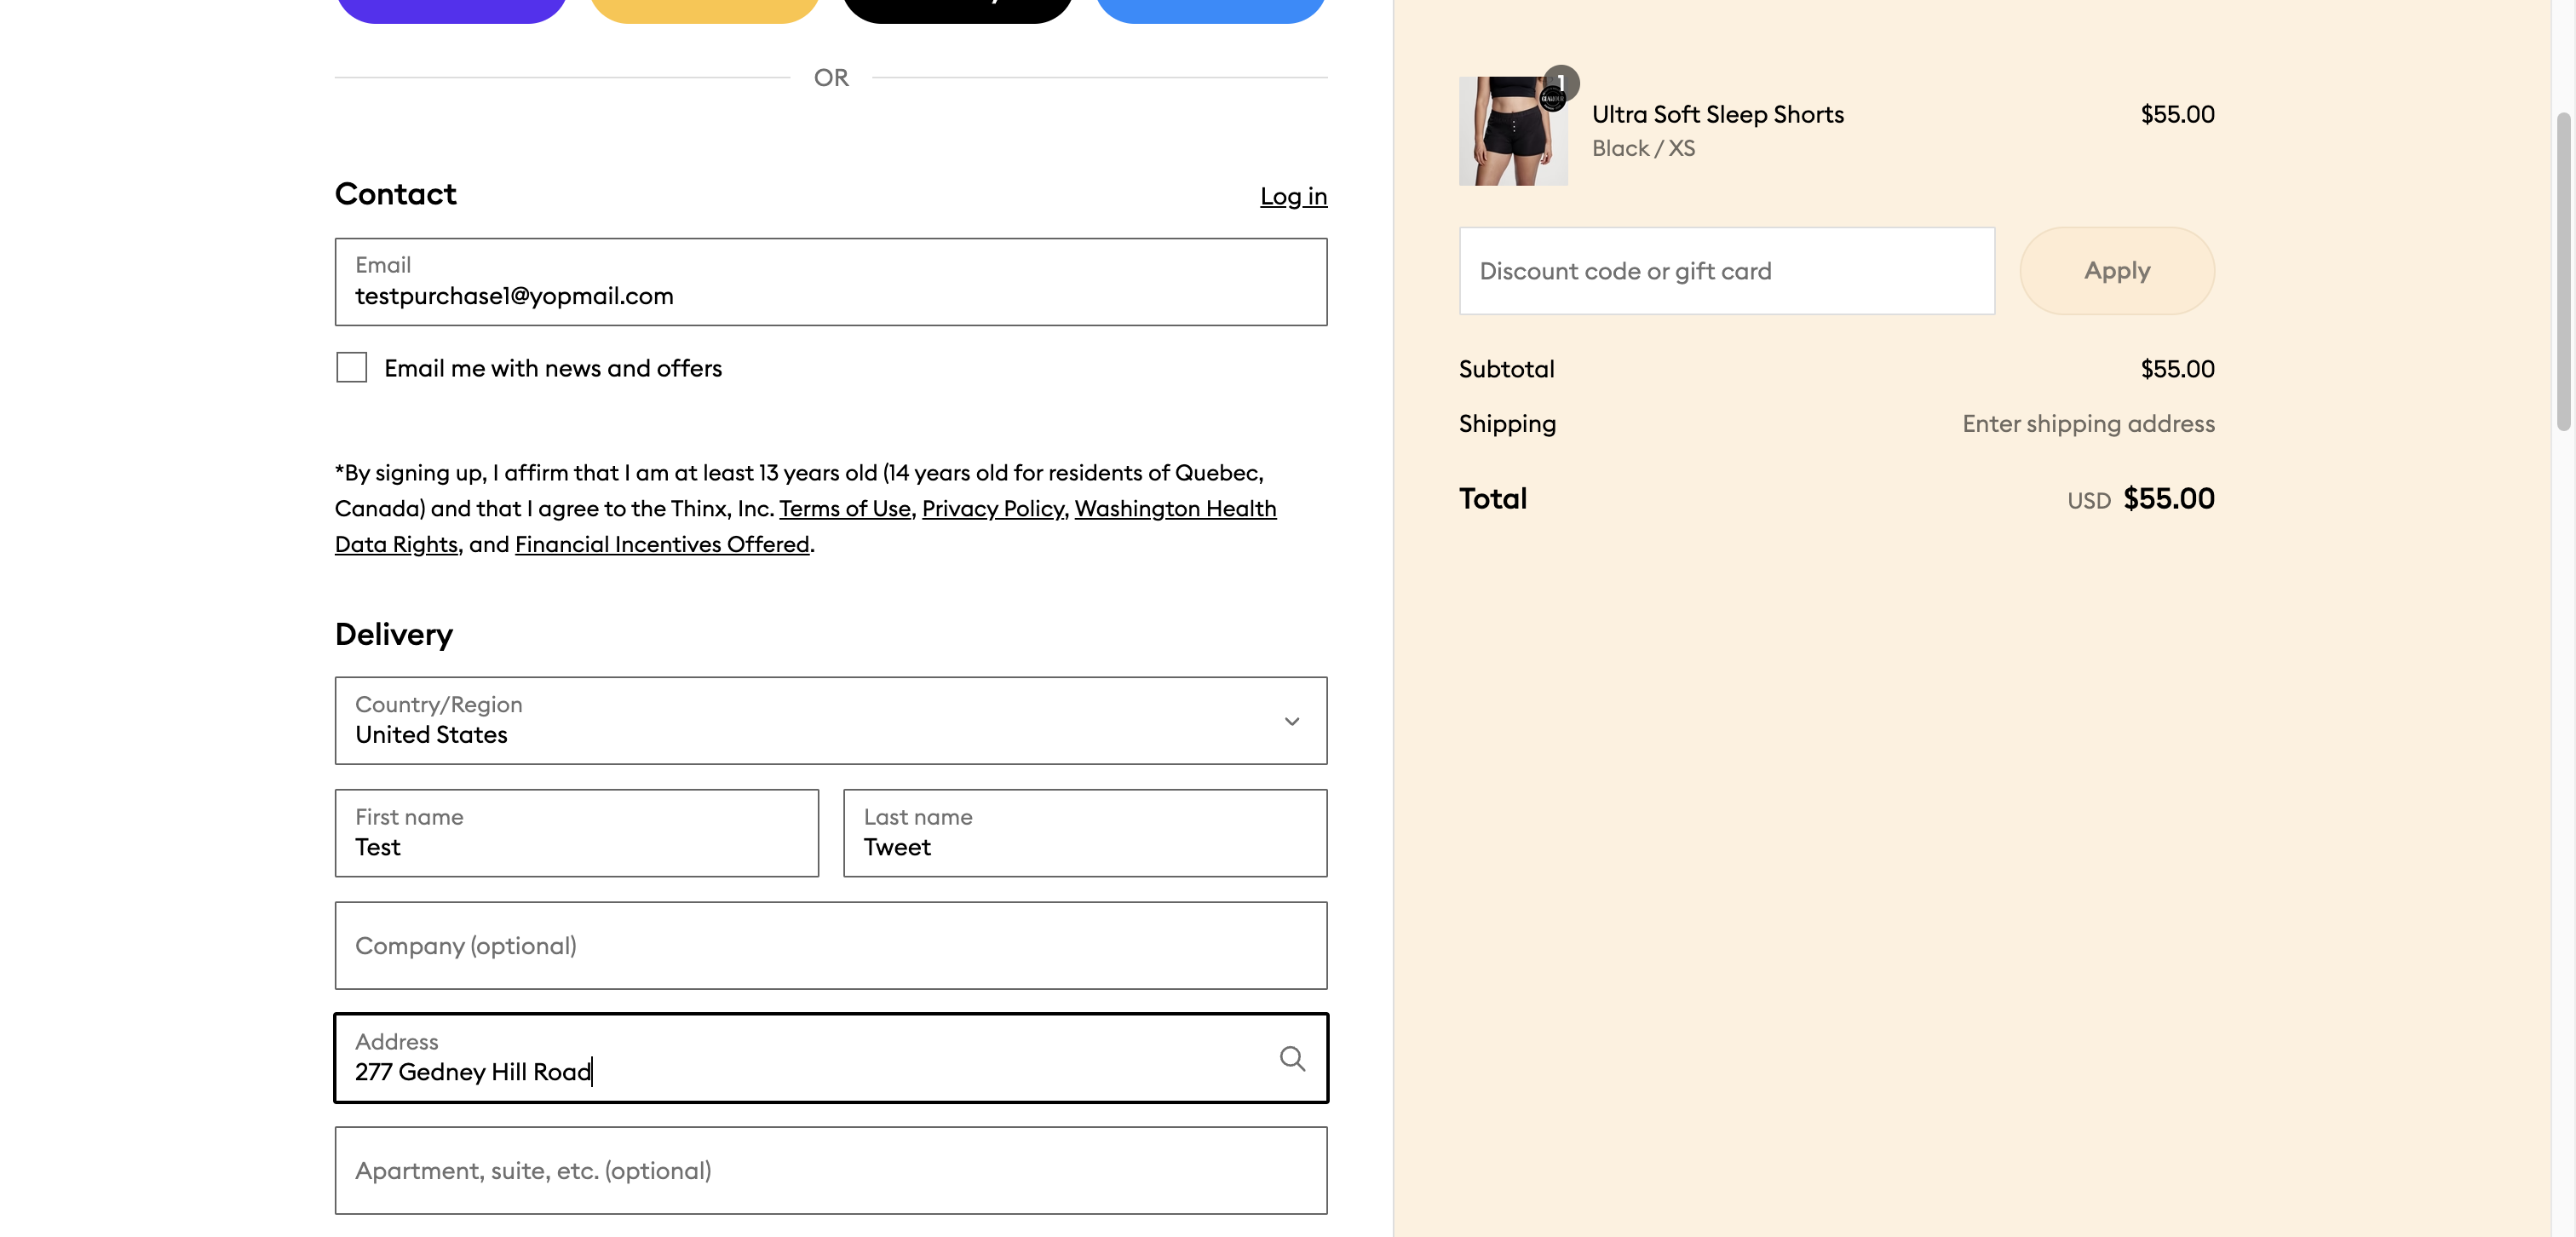 OR
Contact
Log in
Email
testpurchase1@yopmail.com
Email me with news and offers
*By signing up, I affirm that I am at least 13 years old (14 years old for residents of Quebec,
Canada) and that I agree to the Thinx, Inc. Terms of Use, Privacy Policy, Washington Health
Data Rights, and Financial Incentives Offered.
Delivery
Country/Region
United States
First name
Test
Last name
Tweet
Company (optional)
Address
277 Gedney Hill Road
Apartment, suite, etc. (optional)
1
Ultra Soft Sleep Shorts
$55.00
Black / XS
Discount code or gift card
Apply
Subtotal
$55.00
Shipping
Enter shipping address
Total
USD $55.00